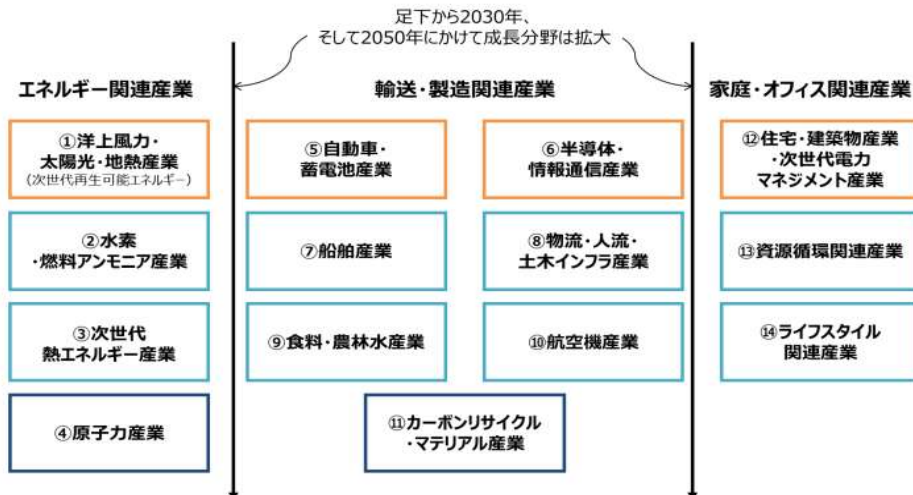 足下から2030年、
そして2050年にかけて成長分野は拡大
エネルギー関連産業
①洋上風力・
太陽光・地熱産業
(次世代再生可能エネルギー)
②水素
・燃料アンモニア産業
③次世代
熱エネルギー産業
④原子力産業
輸送・製造関連産業
⑤自動車・
蓄電池産業
⑥半導体・
情報通信産業
⑦船舶産業
⑧物流・人流・
土木インフラ産業
⑨食料・農林水産業
⑩航空機産業
⑪カーボンリサイクル
・マテリアル産業
家庭・オフィス関連産業
⑫住宅・建築物産業
・次世代電力
マネジメント産業
⑬資源循環関連産業
⑭ライフスタイル
関連産業